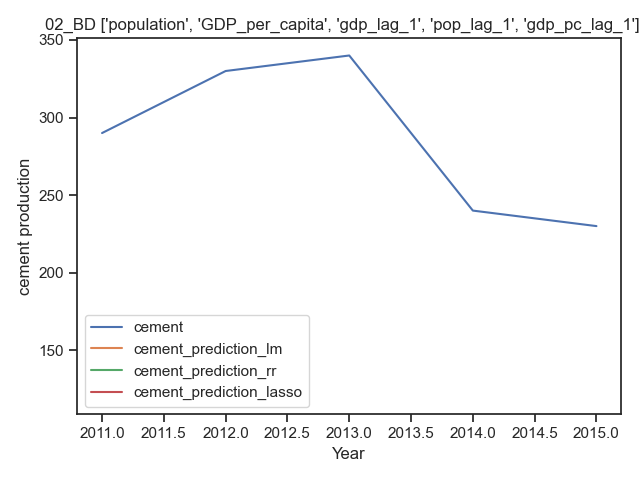 02_BD ['population', 'GDP_per_capita', 'gdp_lag_1', 'pop_lag_1', 'gdp_pc_lag_1']
350
300
250
200
150
cement production
cement
cement_prediction_lm
cement_prediction_rr
cement_prediction_lasso
2011.0 2011.5 2012.0 2012.5 2013.0 2013.5 2014.0 2014.5 2015.0
Year